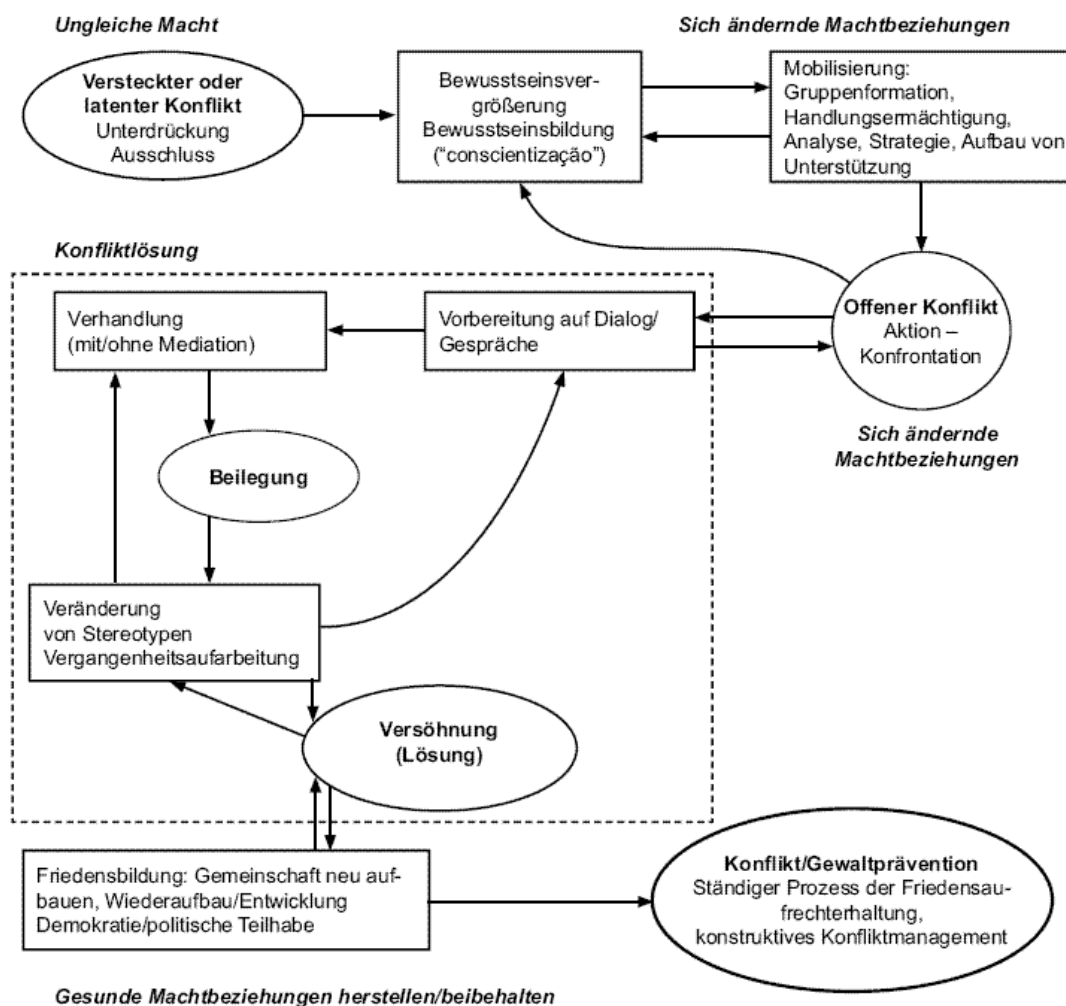 Ungleiche Macht
Sich ändernde Machtbeziehungen
Versteckter oder
latenter Konflikt
Unterdrückung
Ausschluss
Bewusstseinsver-
größerung
Bewusstseinsbildung
(“conscientização”)
Mobilisierung:
Gruppenformation,
Handlungsermächtigung,
Analyse, Strategie, Aufbau von
Unterstützung
Konfliktlösung
Verhandlung
(mit/ohne Mediation)
Vorbereitung auf Dialog/
Gespräche
Offener Konflikt
Aktion –
Konfrontation
Sich ändernde
Machtbeziehungen
Beilegung
Veränderung
von Stereotypen
Vergangenheitsaufarbeitung
Versöhnung
(Lösung)
Friedensbildung: Gemeinschaft neu auf-
bauen, Wiederaufbau/Entwicklung
Demokratie/politische Teilhabe
Konflikt/Gewaltprävention
Ständiger Prozess der Friedensau-
frechterhaltung,
konstruktives Konfliktmanagement
Gesunde Machtbeziehungen herstellen/beibehalten